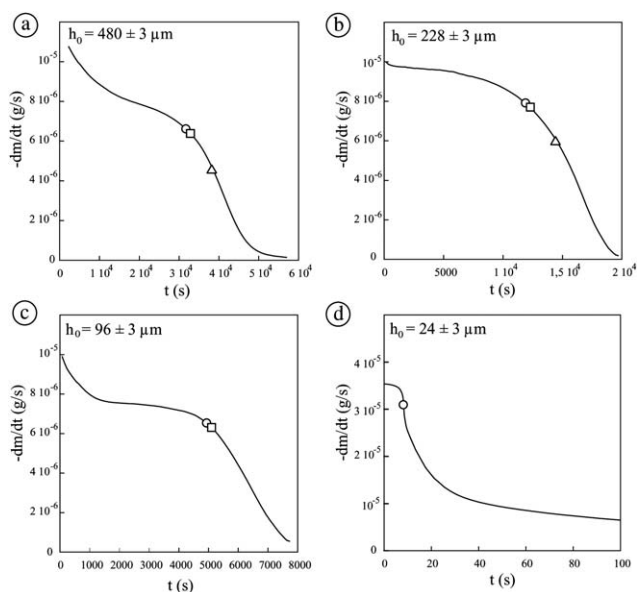 a
h₀ = 480 ± 3 µm
-dm/dt (g/s)
10⁻⁵
8 10⁻⁶
6 10⁻⁶
4 10⁻⁶
2 10⁻⁶
0
0 1 10⁴ 2 10⁴ 3 10⁴ 4 10⁴ 5 10⁴ 6 10⁴
t (s)
b
h₀ = 228 ± 3 µm
-dm/dt (g/s)
10⁻⁵
8 10⁻⁶
6 10⁻⁶
4 10⁻⁶
2 10⁻⁶
0
0 5000 1 10⁴ 1,5 10⁴ 2 10⁴
t (s)
c
h₀ = 96 ± 3 µm
-dm/dt (g/s)
10⁻⁵
8 10⁻⁶
6 10⁻⁶
4 10⁻⁶
2 10⁻⁶
0
0 1000 2000 3000 4000 5000 6000 7000 8000
t (s)
d
h₀ = 24 ± 3 µm
-dm/dt (g/s)
4 10⁻⁵
3 10⁻⁵
2 10⁻⁵
10⁻⁵
0
0 20 40 60 80 100
t (s)